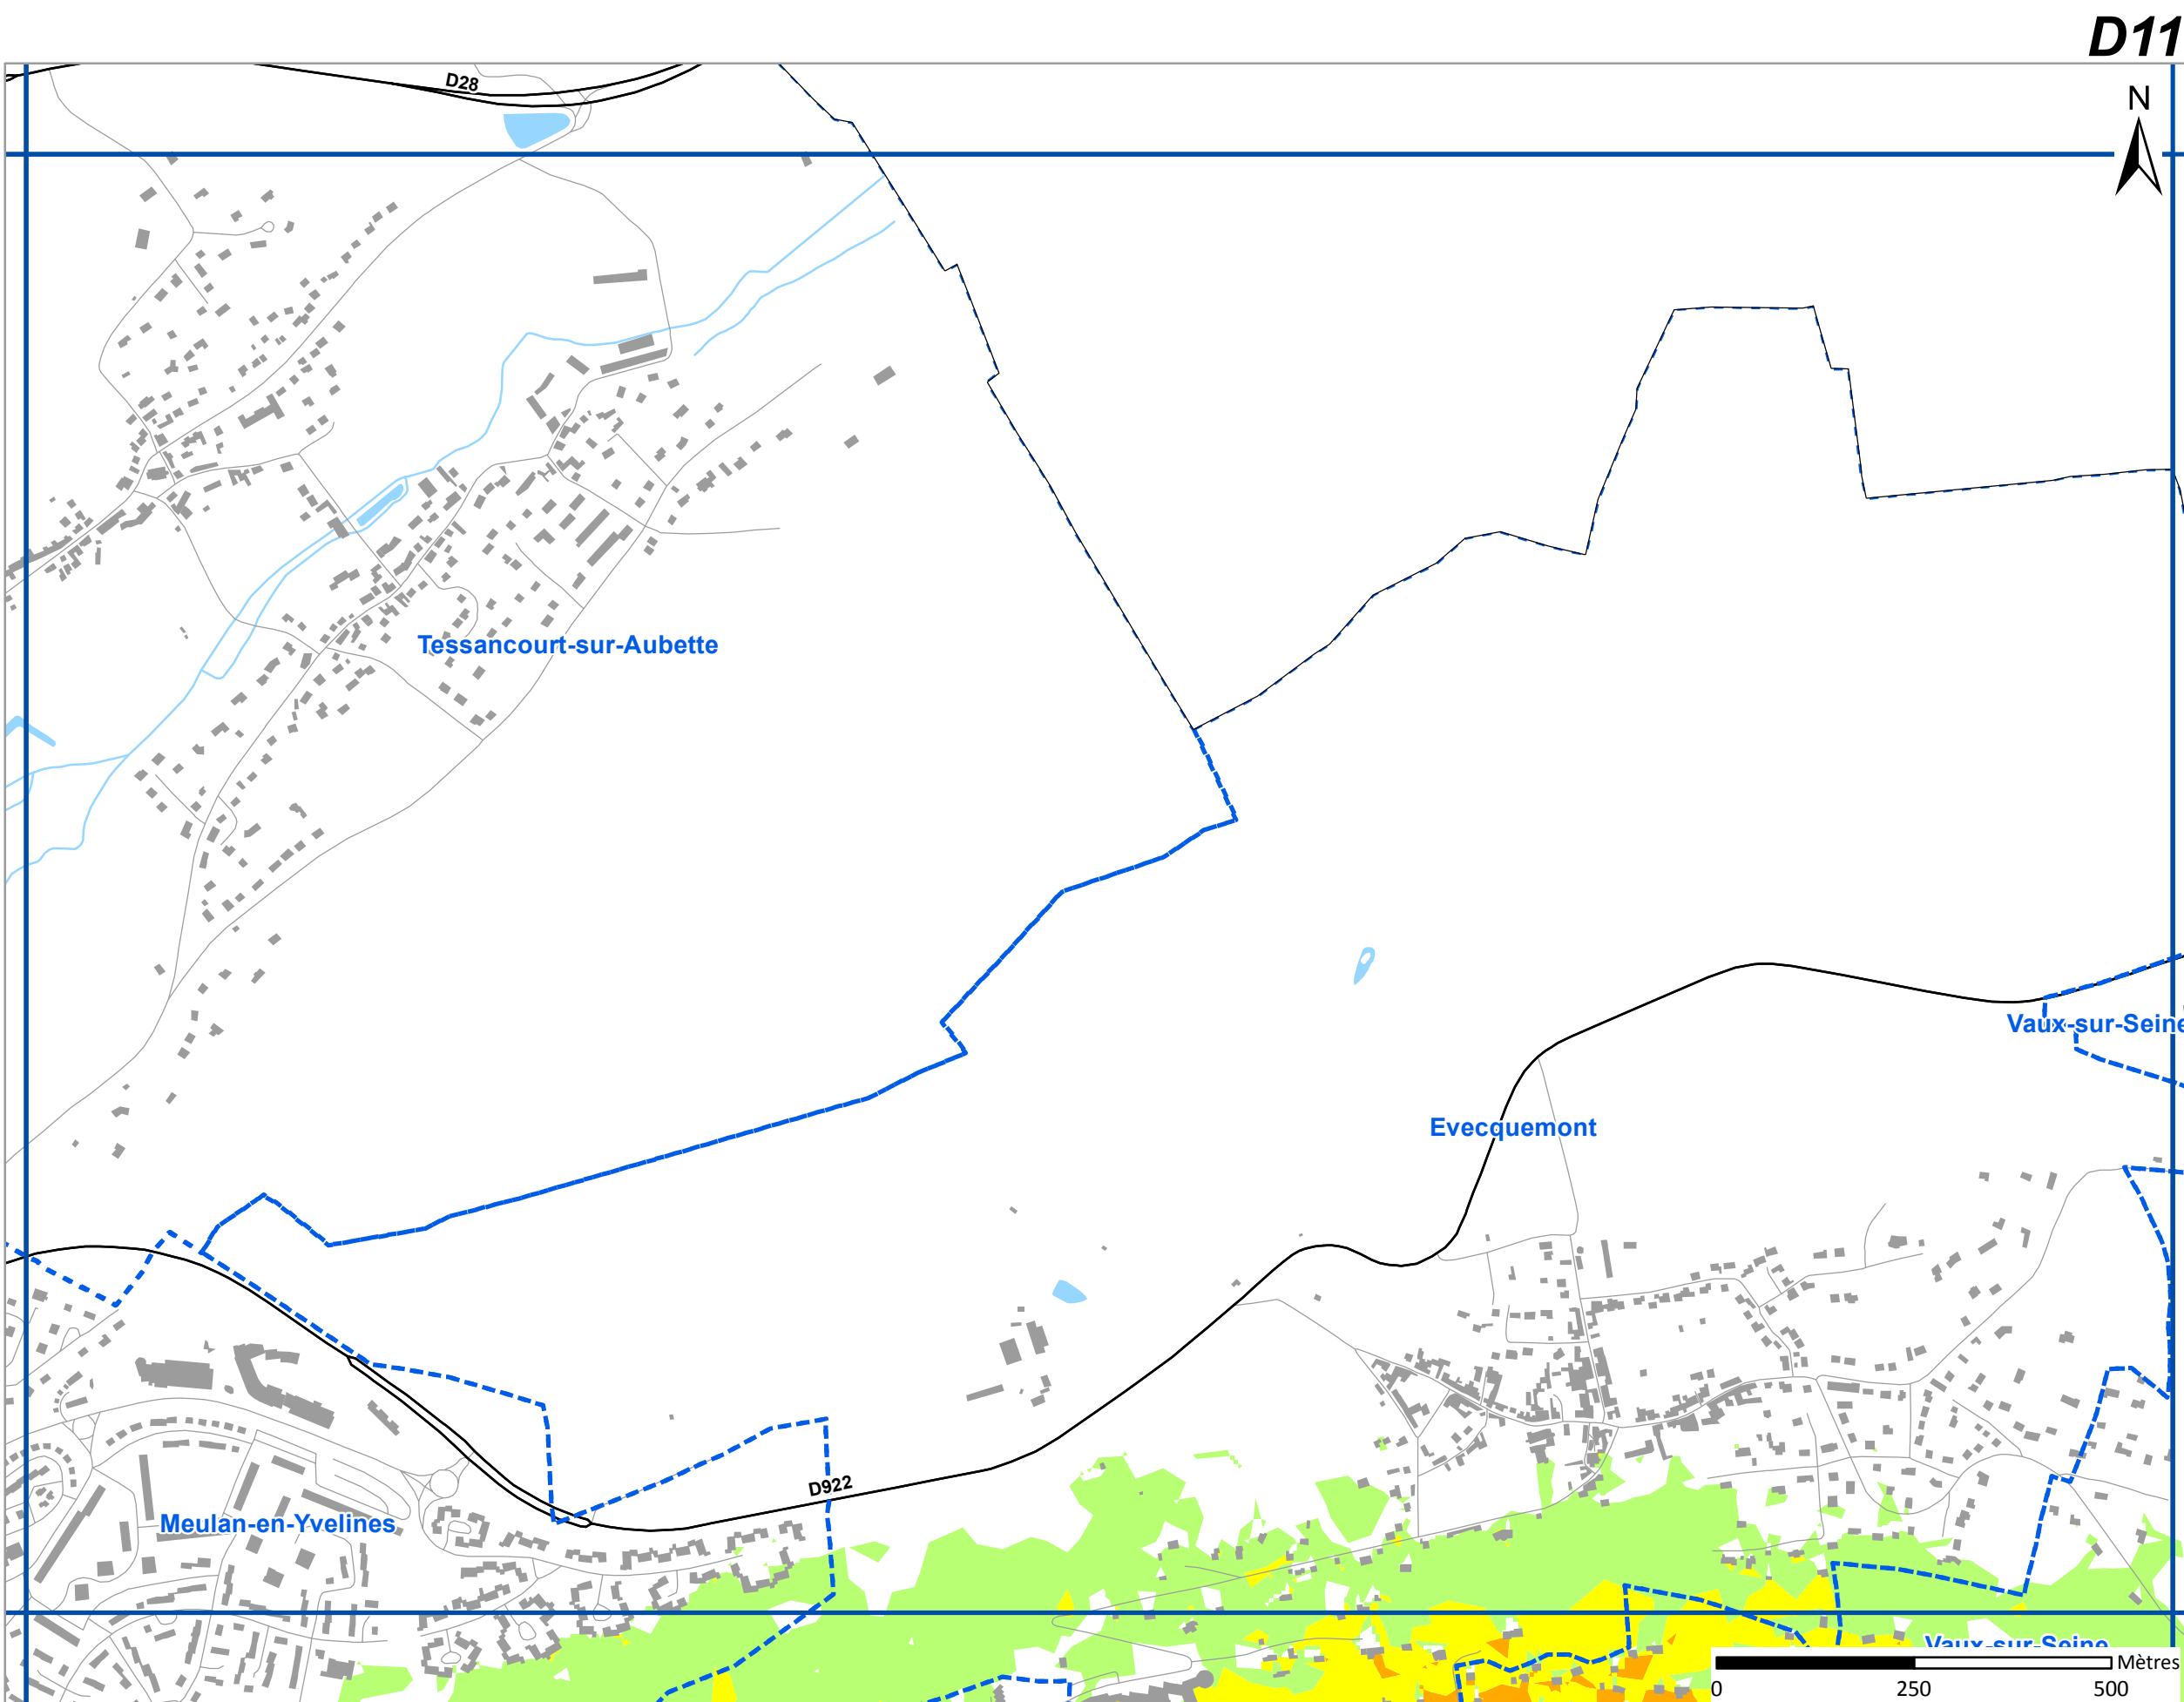 D11
D28
N
Tessancourt-sur-Aubette
Vaux-sur-Seine
Evecquemont
D922
Meulan-en-Yvelines
Vaux-sur-Seine
Mètres
0 250 500